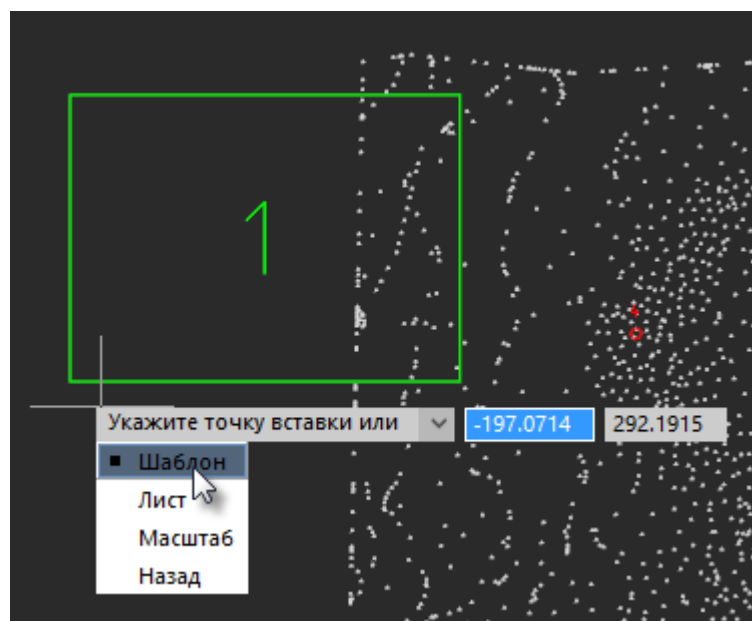 1
Укажите точку вставки или -197.0714 292.1915
Шаблон
Лист
Масштаб
Назад